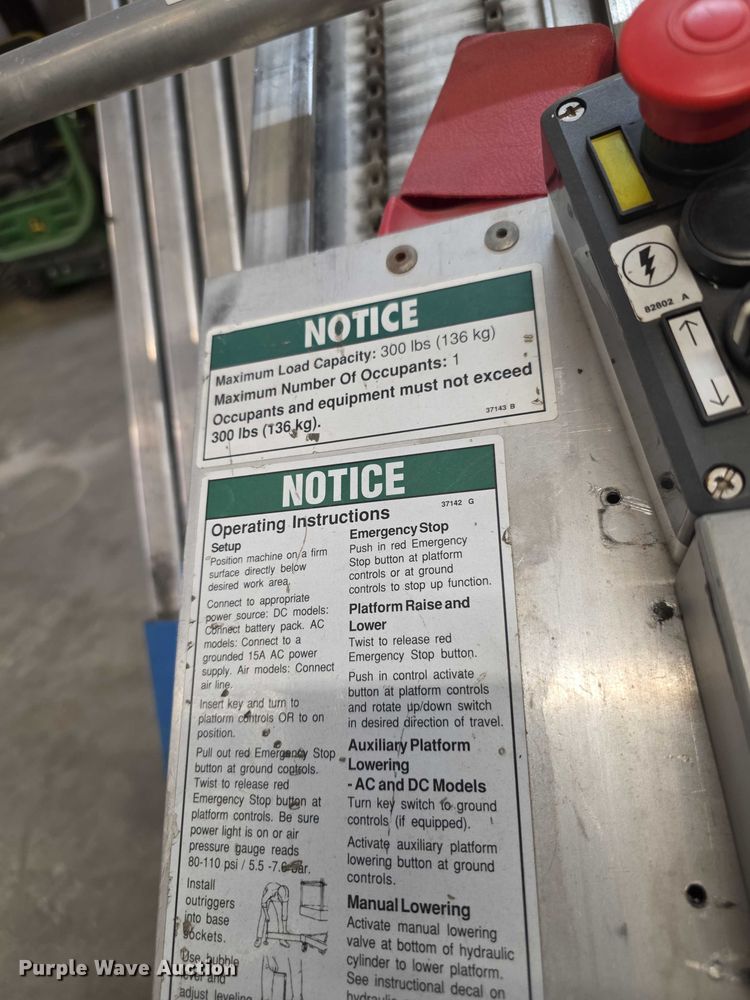 NOTICE
Maximum Load Capacity: 300 lbs (136 kg)
Maximum Number Of Occupants: 1
Occupants and equipment must not exceed
300 lbs (136 kg).
37143 B
82802 A
NOTICE
37142 G
Operating Instructions
Setup
Position machine on a firm
surface directly below
desired work area.
Connect to appropriate
power source: DC models:
Connect battery pack. AC
models: Connect to a
grounded 15A AC power
supply. Air models: Connect
air line.
Insert key and turn to
platform controls OR to on
position.
Pull out red Emergency Stop
button at ground controls.
Twist to release red
Emergency Stop button at
platform controls. Be sure
power light is on or air
pressure gauge reads
80-110 psi / 5.5 -7.6 bar.
Install
outriggers
into base
sockets.
Use bubble
level and
adjust leveling
Emergency Stop
Push in red Emergency
Stop button at platform
controls or at ground
controls to stop up function.
Platform Raise and
Lower
Twist to release red
Emergency Stop button.
Push in control activate
button at platform controls
and rotate up/down switch
in desired direction of travel.
Auxiliary Platform
Lowering
- AC and DC Models
Turn key switch to ground
controls (if equipped).
Activate auxiliary platform
lowering button at ground
controls.
Manual Lowering
Activate manual lowering
valve at bottom of hydraulic
cylinder to lower platform.
See instructional decal on
Purple Wave Auction